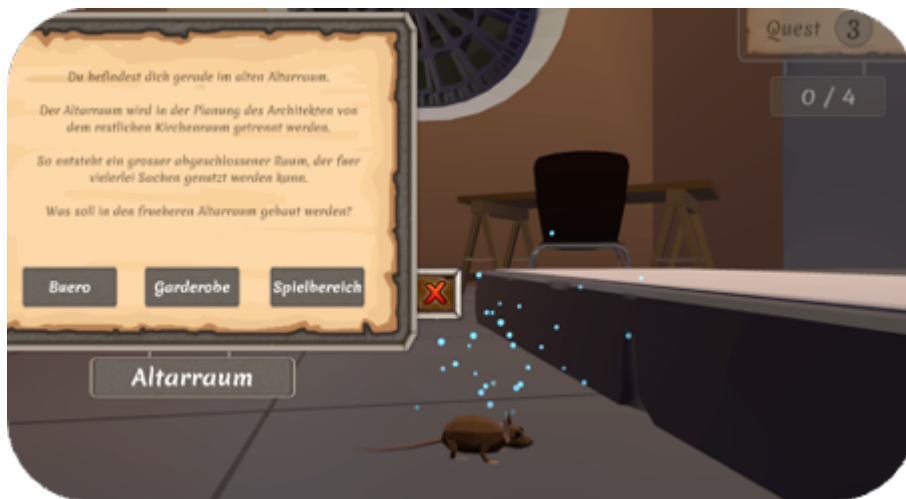 Du befindest dich gerade im alten Altarraum.
Der Altarraum wird in der Planung des Architekten von
dem restlichen Kirchenraum getrennt werden.
So entsteht ein grosser abgeschlossener Raum, der fuer
vielerlei Sachen genutzt werden kann.
Was soll in den frueheren Altarraum gebaut werden?
Buero Garderobe Spielbereich
Altarraum
Quest 3
0 / 4